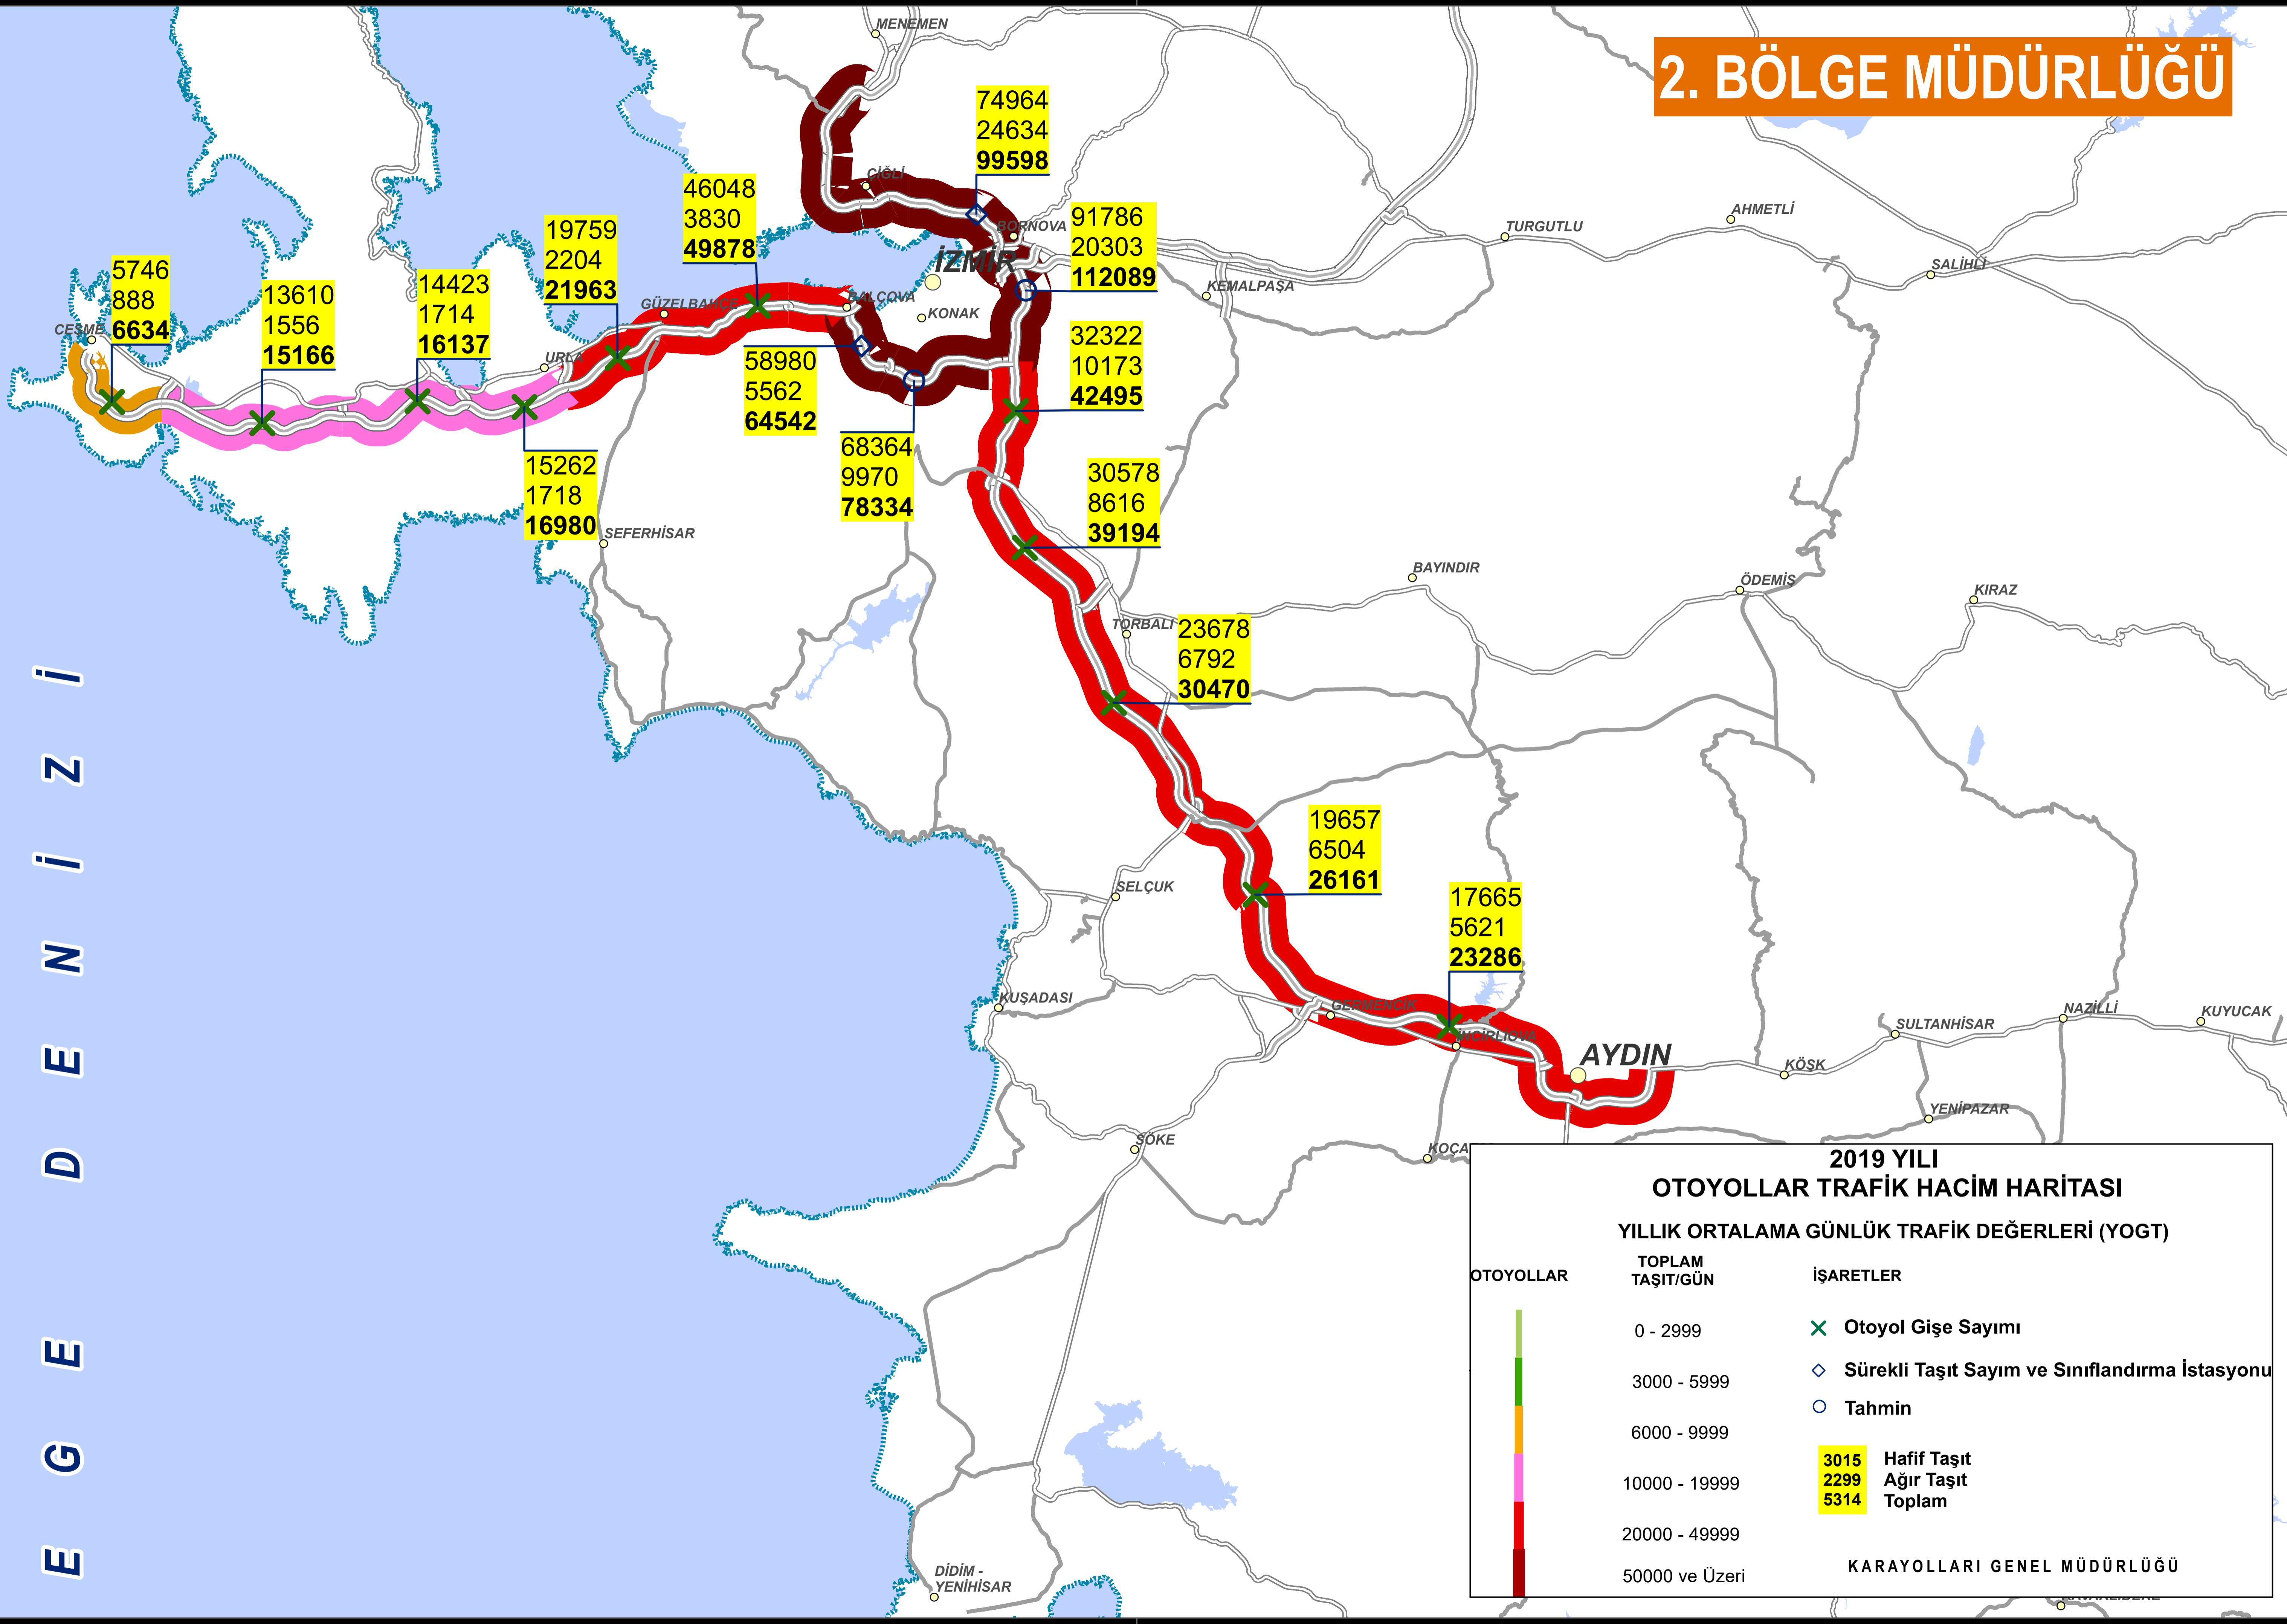 2. BÖLGE MÜDÜRLÜĞÜ
MENEMEN
74964
24634
99598
ÇİĞLİ
46048
3830
49878
BORNOVA
91786
20303
112089
İZMİR
TURGUTLU
AHMETLİ
SALİHLİ
KEMALPAŞA
19759
2204
21963
14423
1714
16137
5746
888
6634
13610
1556
15166
ÇEŞME
GÜZELBAHÇE
BALÇOVA
KONAK
URLA
58980
5562
64542
32322
10173
42495
68364
9970
78334
15262
1718
16980
SEFERHİSAR
30578
8616
39194
BAYINDIR
ÖDEMİŞ
KIRAZ
TORBALI
23678
6792
30470
19657
6504
26161
SELÇUK
17665
5621
23286
KUŞADASI
GERMENCİK
İNCİRLİOVA
AYDIN
KÖŞK
SULTANHİSAR
NAZİLLİ
KUYUCAK
YENİPAZAR
SÖKE
KOÇA
DİDİM -
YENİHİSAR
EGE DENİZİ
2019 YILI
OTOYOLLAR TRAFİK HACİM HARİTASI
YILLIK ORTALAMA GÜNLÜK TRAFİK DEĞERLERİ (YOGT)
OTOYOLLAR
TOPLAM
TAŞIT/GÜN
İŞARETLER
0 - 2999
3000 - 5999
6000 - 9999
10000 - 19999
20000 - 49999
50000 ve Üzeri
Otoyol Gişe Sayımı
Sürekli Taşıt Sayım ve Sınıflandırma İstasyonu
Tahmin
3015 Hafif Taşıt
2299 Ağır Taşıt
5314 Toplam
KARAYOLLARI GENEL MÜDÜRLÜĞÜ